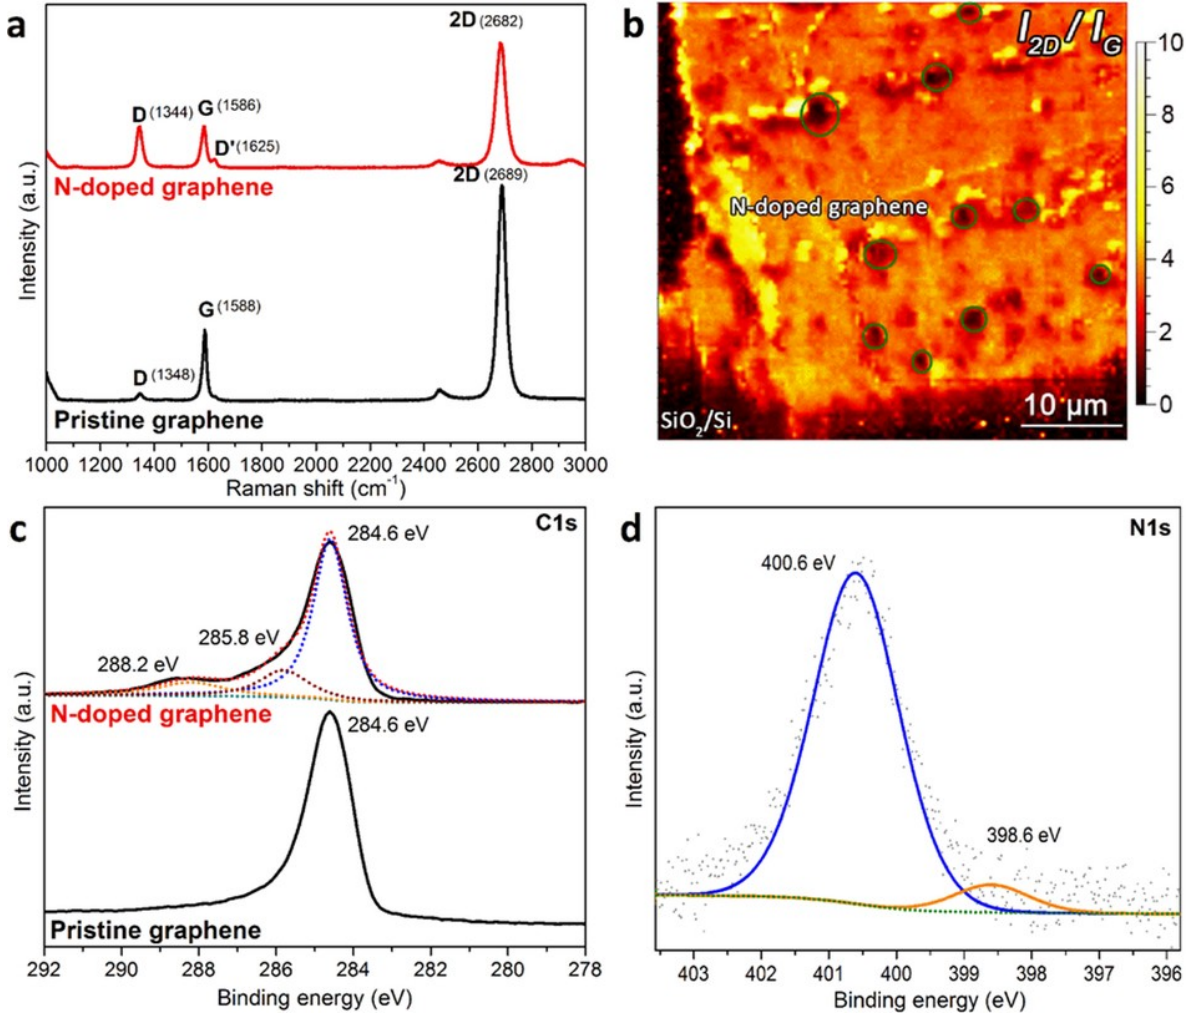 a
2D (2682)
D (1344)
G (1586)
D' (1625)
N-doped graphene
2D (2689)
G (1588)
D (1348)
Pristine graphene
Intensity (a.u.)
1000 1200 1400 1600 1800 2000 2200 2400 2600 2800 3000
Raman shift (cm⁻¹)
b
I₂D / I_G
N-doped graphene
SiO₂/Si
10 μm
10
8
6
4
2
0
c
C1s
284.6 eV
285.8 eV
288.2 eV
N-doped graphene
284.6 eV
Pristine graphene
Intensity (a.u.)
292 290 288 286 284 282 280 278
Binding energy (eV)
d
N1s
400.6 eV
398.6 eV
Intensity (a.u.)
403 402 401 400 399 398 397 396
Binding energy (eV)